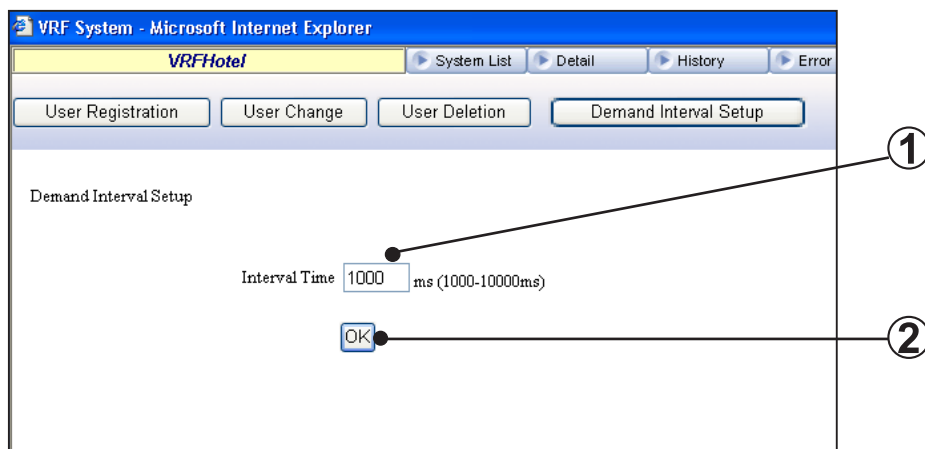 VRF System - Microsoft Internet Explorer
VRFHotel System List Detail History Error
User Registration User Change User Deletion Demand Interval Setup
1
Demand Interval Setup
Interval Time 1000 ms (1000-10000ms)
OK
2